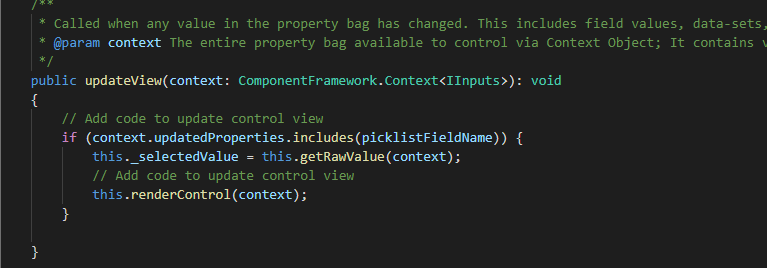 /**
* Called when any value in the property bag has changed. This includes field values, data-sets,
* @param context The entire property bag available to control via Context Object; It contains
*/
public updateView(context: ComponentFramework.Context<IInputs>): void
{
// Add code to update control view
if (context.updatedProperties.includes(picklistFieldName)) {
this._selectedValue = this.getRawValue(context);
// Add code to update control view
this.renderControl(context);
}
}